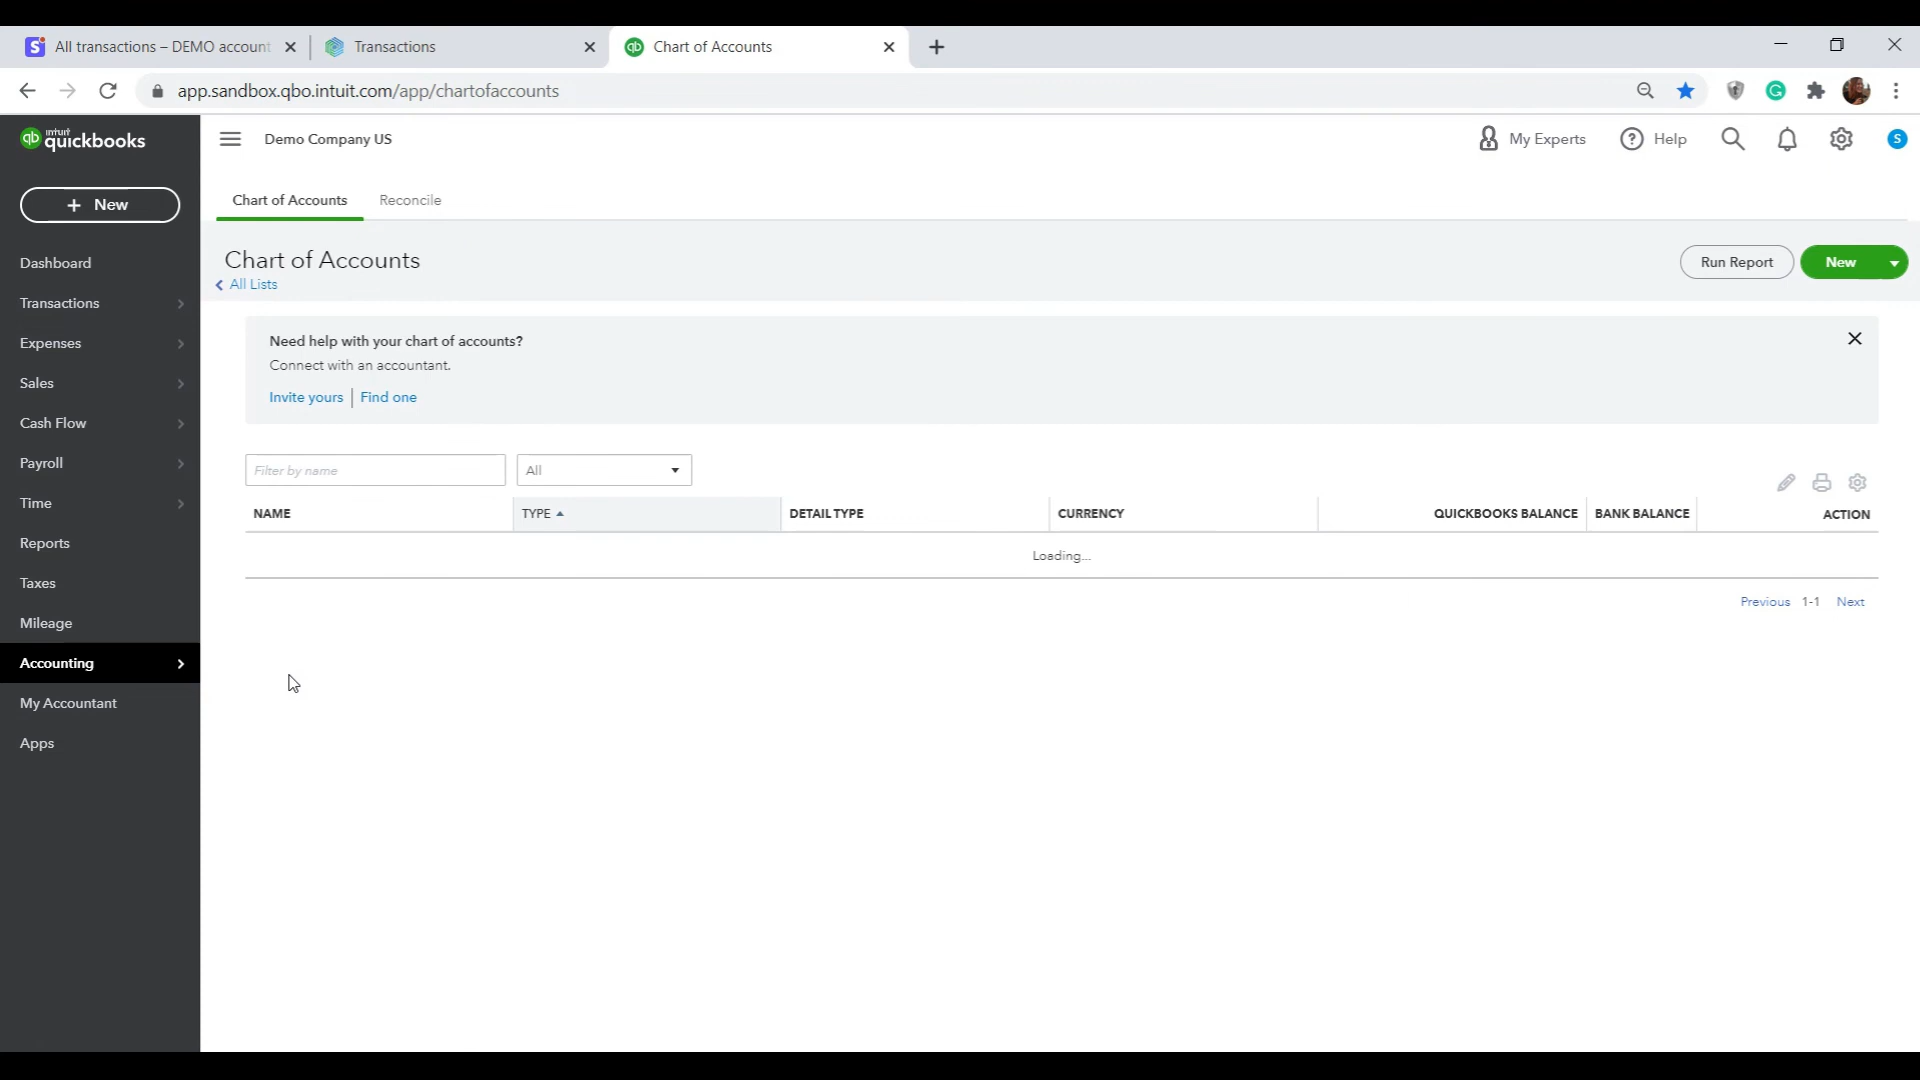 All transactions – DEMO account
Transactions
Chart of Accounts
app.sandbox.qbo.intuit.com/app/chartofaccounts
intuit
quickbooks
Demo Company US
My Experts
Help
S
+ New
Chart of Accounts
Reconcile
Dashboard
Transactions
Expenses
Sales
Cash Flow
Payroll
Time
Reports
Taxes
Mileage
Accounting
My Accountant
Apps
Chart of Accounts
All Lists
Run Report
New
Need help with your chart of accounts?
Connect with an accountant.
Invite yours | Find one
Filter by name
All
NAME TYPE DETAIL TYPE CURRENCY QUICKBOOKS BALANCE BANK BALANCE ACTION
Loading...
Previous 1-1 Next